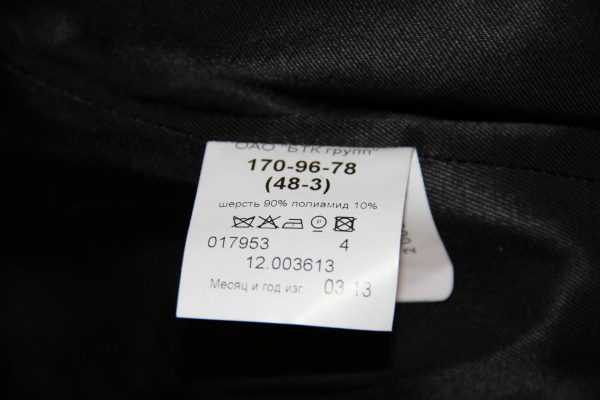 ОАО "БТК групп"
170-96-78
(48-3)
шерсть 90% полиамид 10%
P
017953 4
12.003613
Месяц и год изг. 03 13